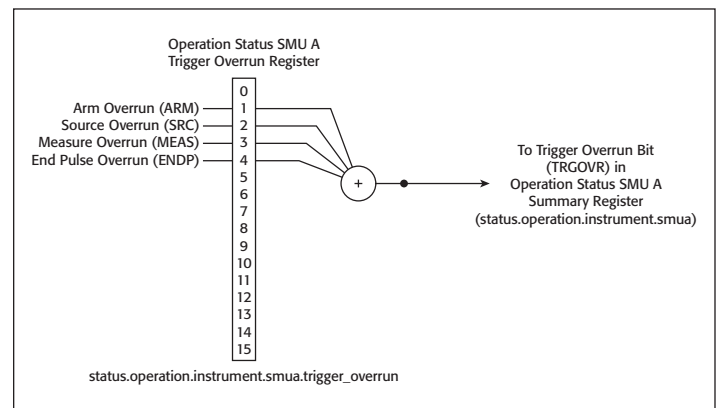 Operation Status SMU A
Trigger Overrun Register
0
Arm Overrun (ARM) 1
Source Overrun (SRC) 2
Measure Overrun (MEAS) 3
End Pulse Overrun (ENDP) 4
5
6
7
8
9
10
11
12
13
14
15
+
To Trigger Overrun Bit
(TRGOVR) in
Operation Status SMU A
Summary Register
(status.operation.instrument.smua)
status.operation.instrument.smua.trigger_overrun